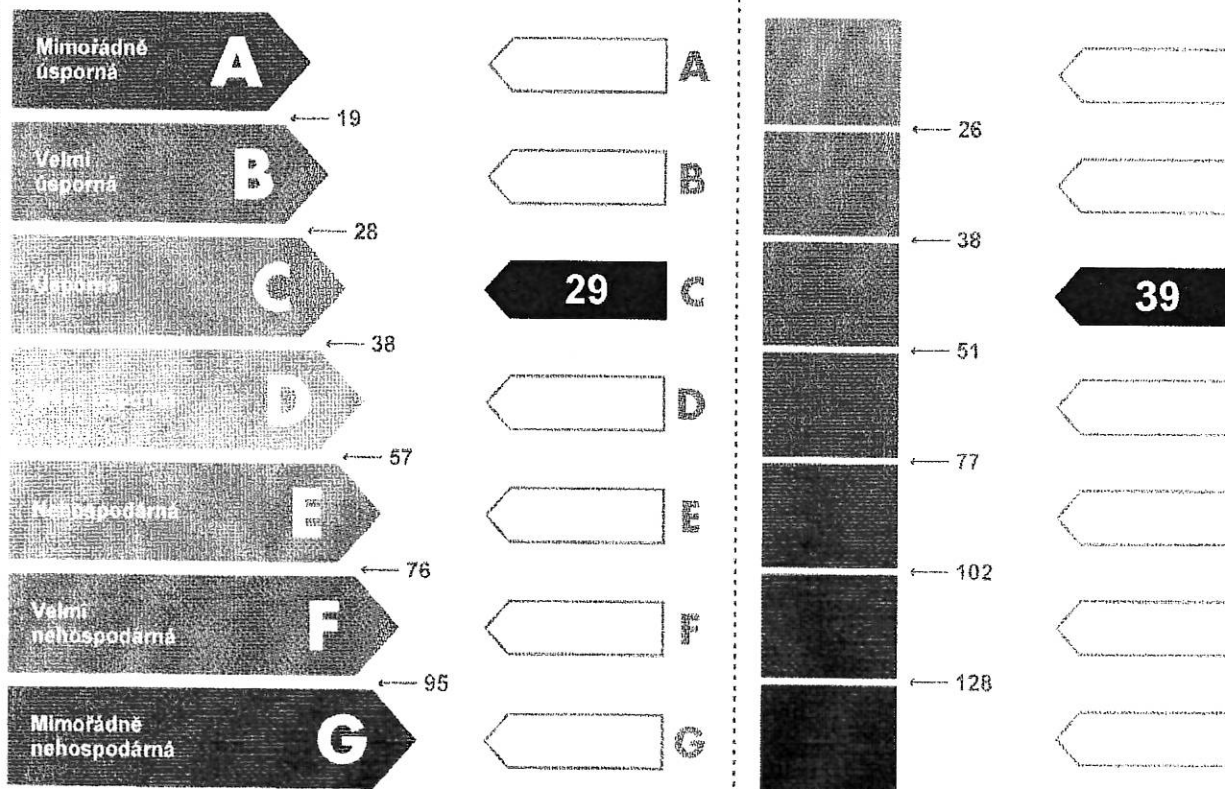 Mimořádně
úsporná
A
A
19
26
Velmi
úsporná
B
B
28
38
Úsporná
C
29
C
39
38
51
D
D
57
77
Nehospodárná
E
E
76
102
Velmi
nehospodárná
F
F
95
128
Mimořádně
nehospodárná
G
G